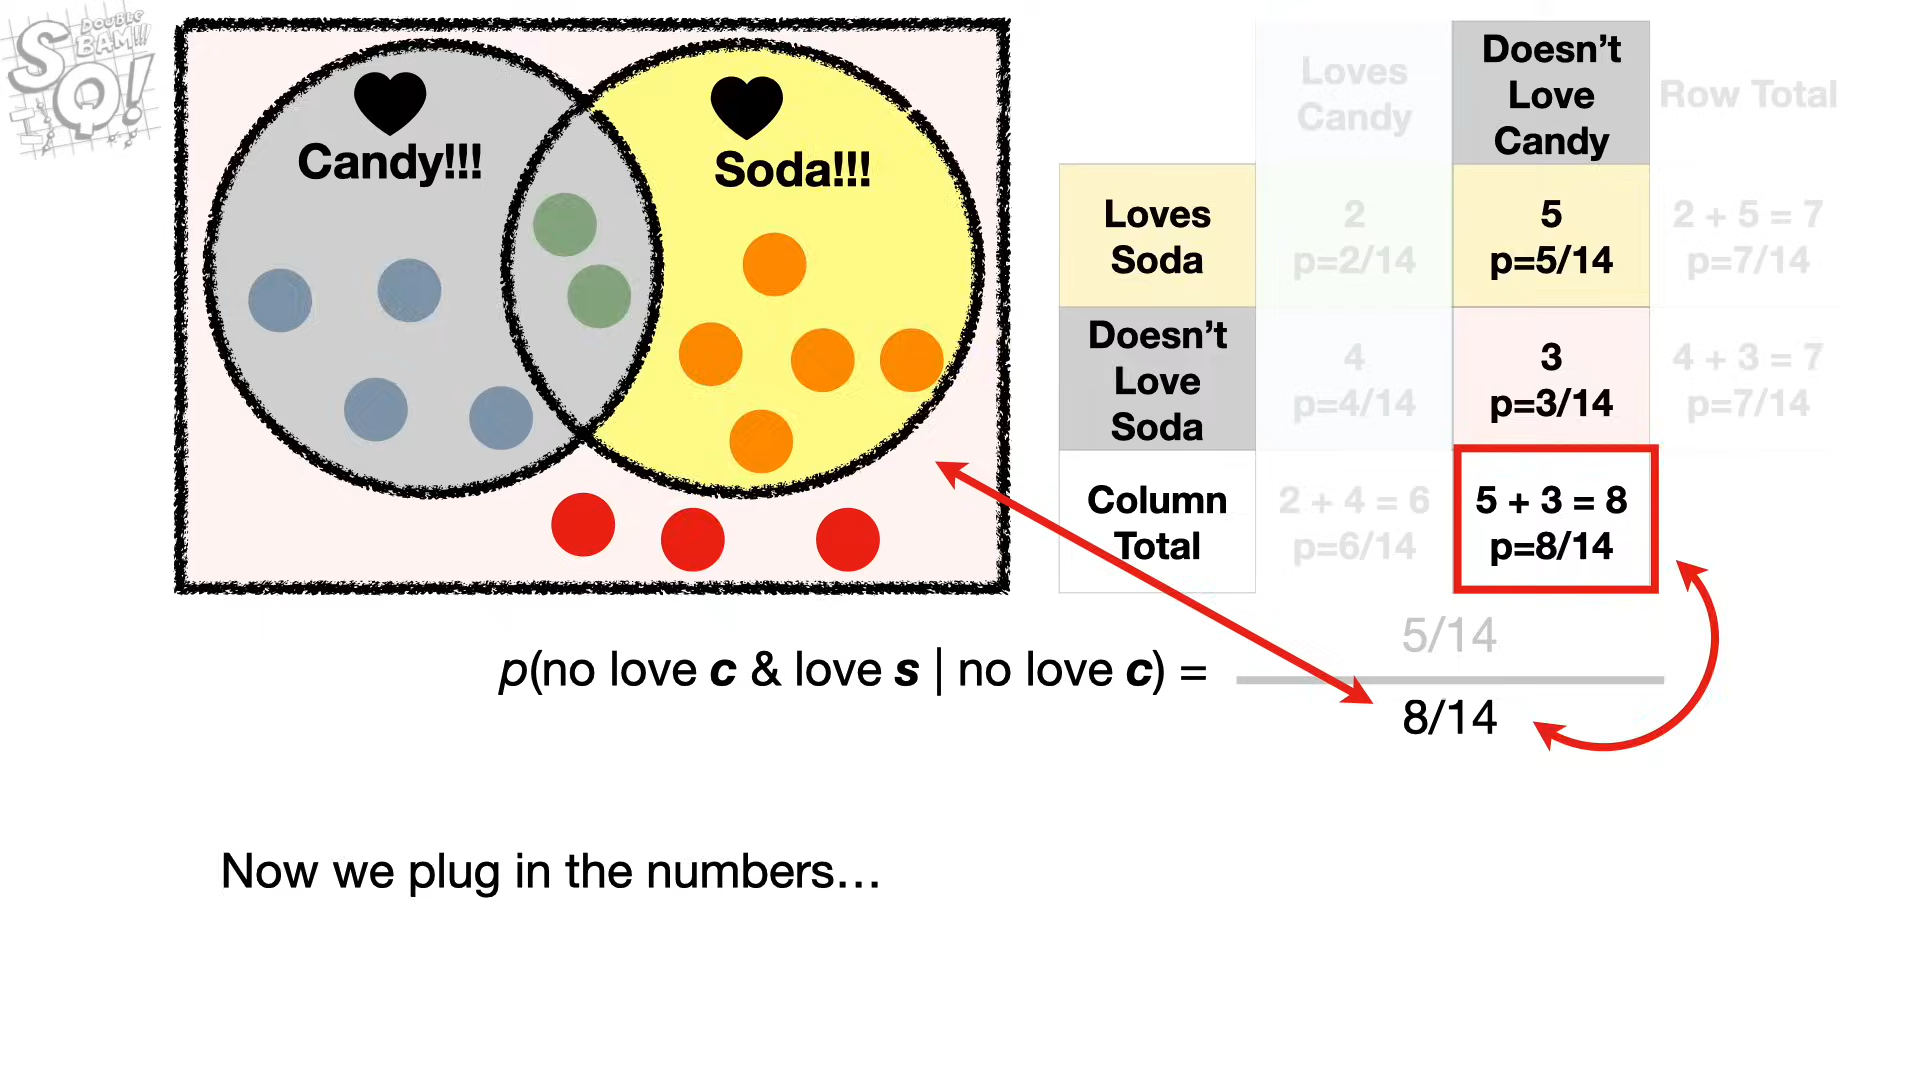 DOUBLE
BAM!!!
SQ!
Candy!!!
Soda!!!
Loves
Candy
Doesn’t
Love
Candy
Row Total
Loves
Soda
2
p=2/14
5
p=5/14
2 + 5 = 7
p=7/14
Doesn’t
Love
Soda
4
p=4/14
3
p=3/14
4 + 3 = 7
p=7/14
Column
Total
2 + 4 = 6
p=6/14
5 + 3 = 8
p=8/14
p(no love c & love s | no love c) =
5/14
8/14
Now we plug in the numbers…